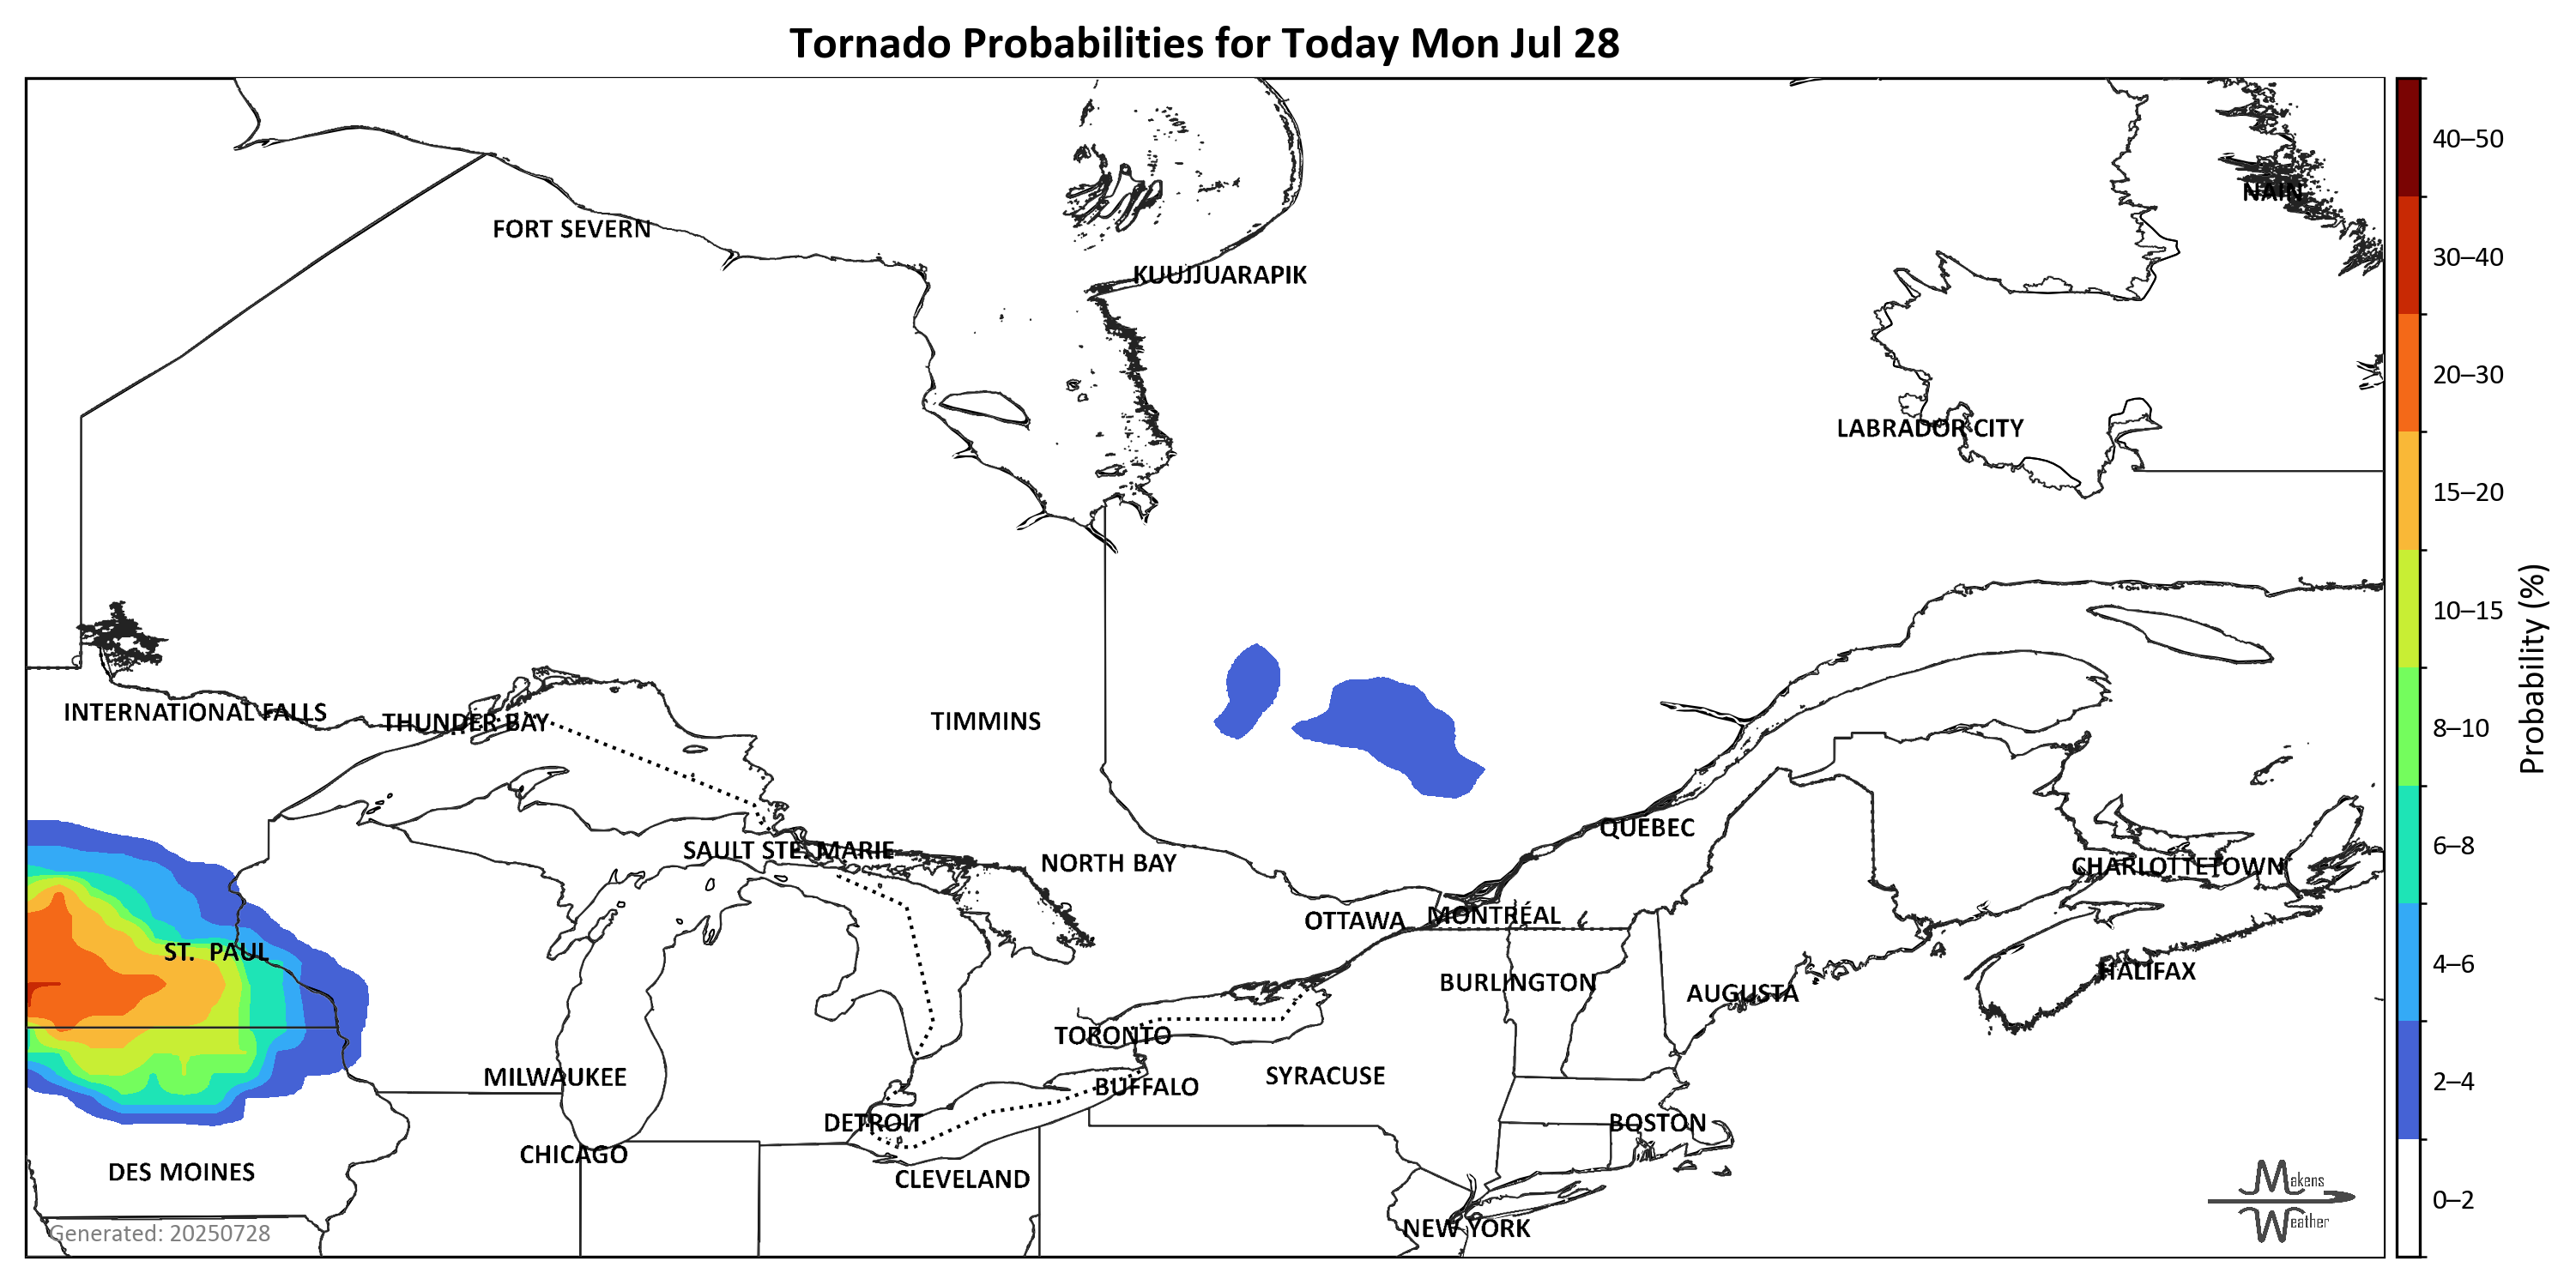 Tornado Probabilities for Today Mon Jul 28
NAIN
FORT SEVERN
KUUJJUARAPIK
LABRADOR CITY
INTERNATIONAL FALLS
THUNDER BAY
TIMMINS
QUEBEC
SAULT STE. MARIE
NORTH BAY
CHARLOTTETOWN
OTTAWA
MONTRÉAL
ST. PAUL
HALIFAX
BURLINGTON
AUGUSTA
TORONTO
MILWAUKEE
SYRACUSE
BUFFALO
DETROIT
BOSTON
CHICAGO
DES MOINES
CLEVELAND
NEW YORK
Generated: 20250728
Makens
Weather
40–50
30–40
20–30
15–20
10–15
8–10
6–8
4–6
2–4
0–2
Probability (%)